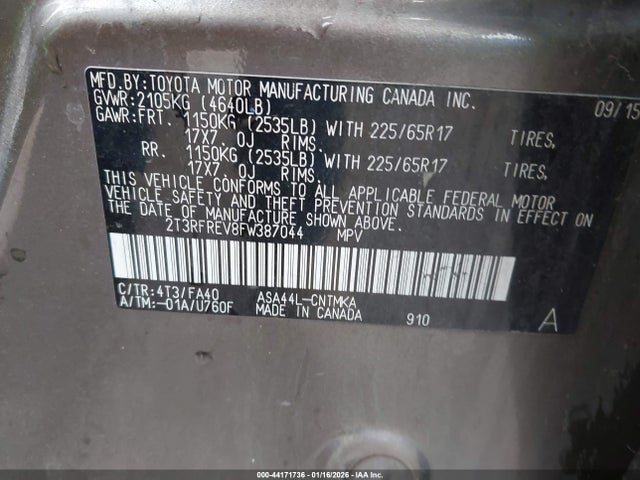 MFD.BY:TOYOTA MOTOR MANUFACTURING CANADA INC. 09/15
GVWR:2105KG (4640LB)
GAWR:FRT. 1150KG (2535LB) WITH 225/65R17 TIRES,
17X7.0J RIMS.
RR. 1150KG (2535LB) WITH 225/65R17 TIRES,
17X7.0J RIMS.
THIS VEHICLE CONFORMS TO ALL APPLICABLE FEDERAL MOTOR
VEHICLE SAFETY AND THEFT PREVENTION STANDARDS IN EFFECT ON
THE DATE OF MANUFACTURE SHOWN ABOVE.
2T3RFREV8FW387044 MPV
C/TR:4T3/FA40 ASA44L-CNTMKA
A/TM:-01A/U760F MADE IN CANADA 910 A
000-44171736 - 01/16/2026 - IAA Inc.